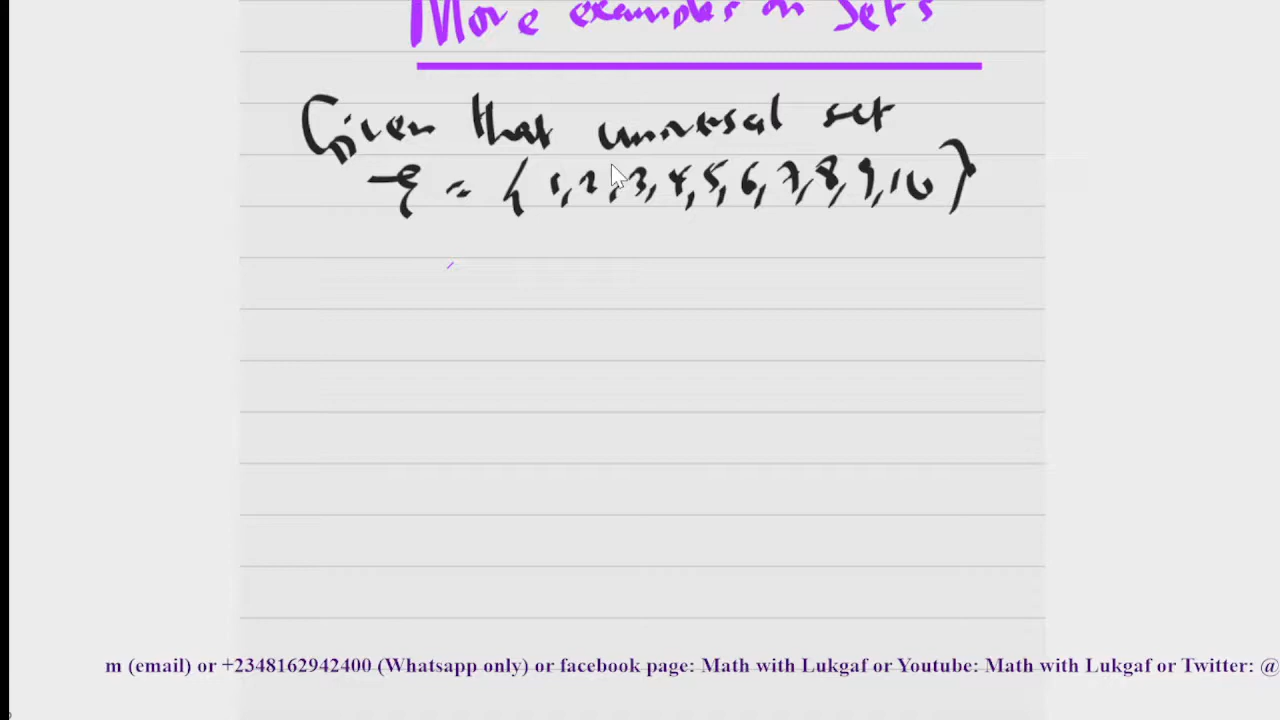 More examples on Sets
Given that universal set
ξ = { 1, 2, 3, 4, 5, 6, 7, 8, 9, 10 }
m (email) or +2348162942400 (Whatsapp only) or facebook page: Math with Lukgaf or Youtube: Math with Lukgaf or Twitter: @